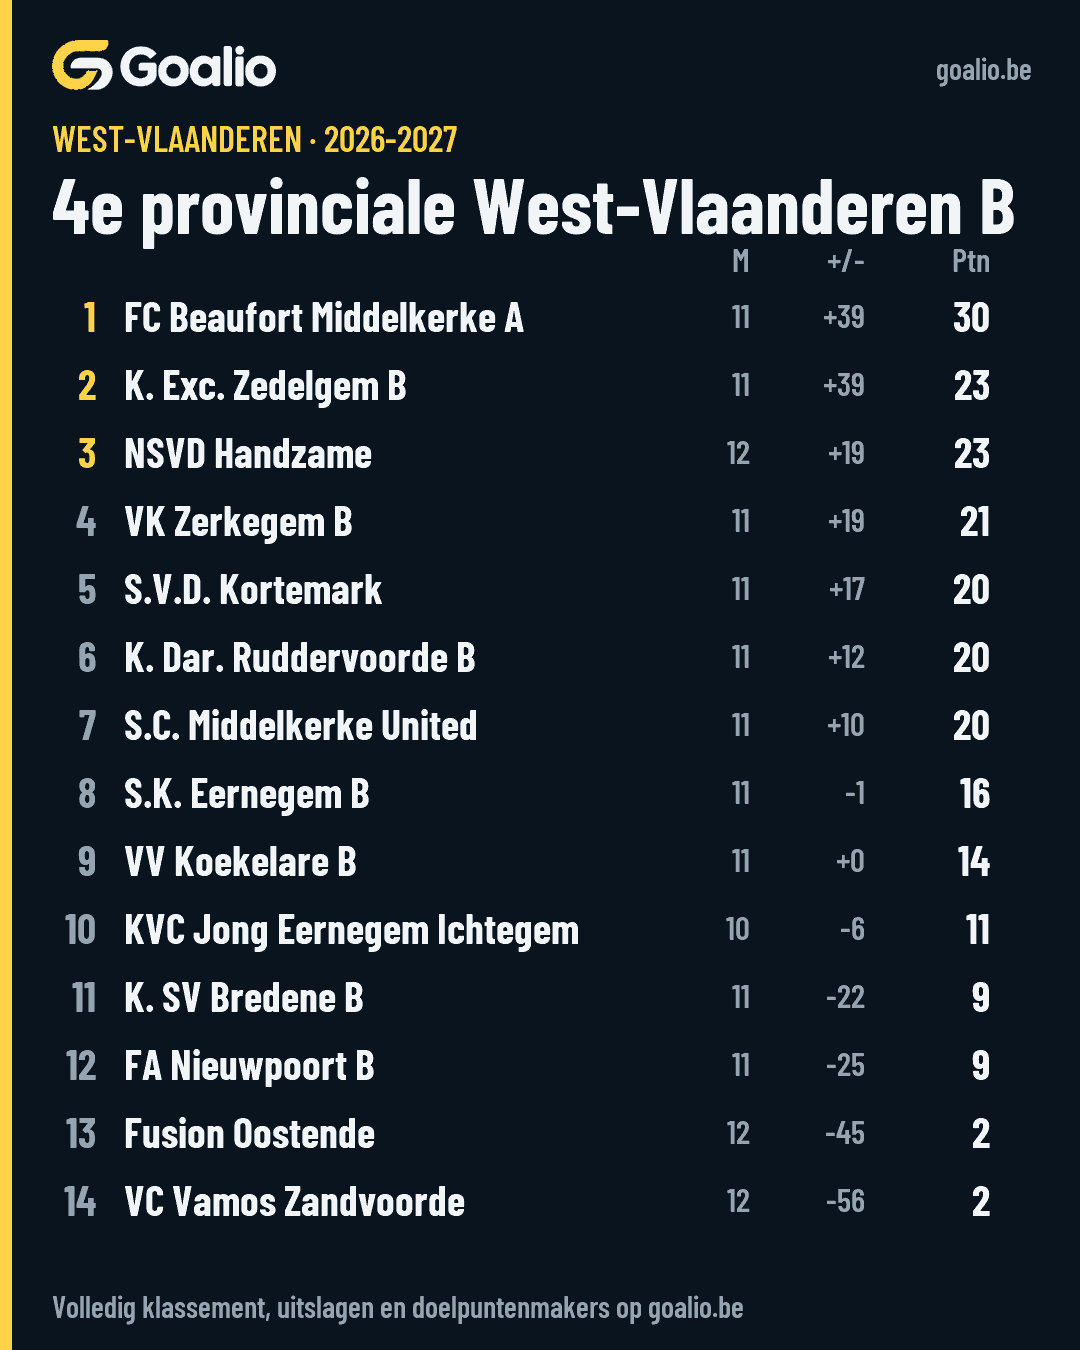 Goalio
goalio.be
WEST-VLAANDEREN · 2026-2027
4e provinciale West-Vlaanderen B
M +/- Ptn
1 FC Beaufort Middelkerke A 11 +39 30
2 K. Exc. Zedelgem B 11 +39 23
3 NSVD Handzame 12 +19 23
4 VK Zerkegem B 11 +19 21
5 S.V.D. Kortemark 11 +17 20
6 K. Dar. Ruddervoorde B 11 +12 20
7 S.C. Middelkerke United 11 +10 20
8 S.K. Eernegem B 11 -1 16
9 VV Koekelare B 11 +0 14
10 KVC Jong Eernegem Ichtegem 10 -6 11
11 K. SV Bredene B 11 -22 9
12 FA Nieuwpoort B 11 -25 9
13 Fusion Oostende 12 -45 2
14 VC Vamos Zandvoorde 12 -56 2
Volledig klassement, uitslagen en doelpuntenmakers op goalio.be